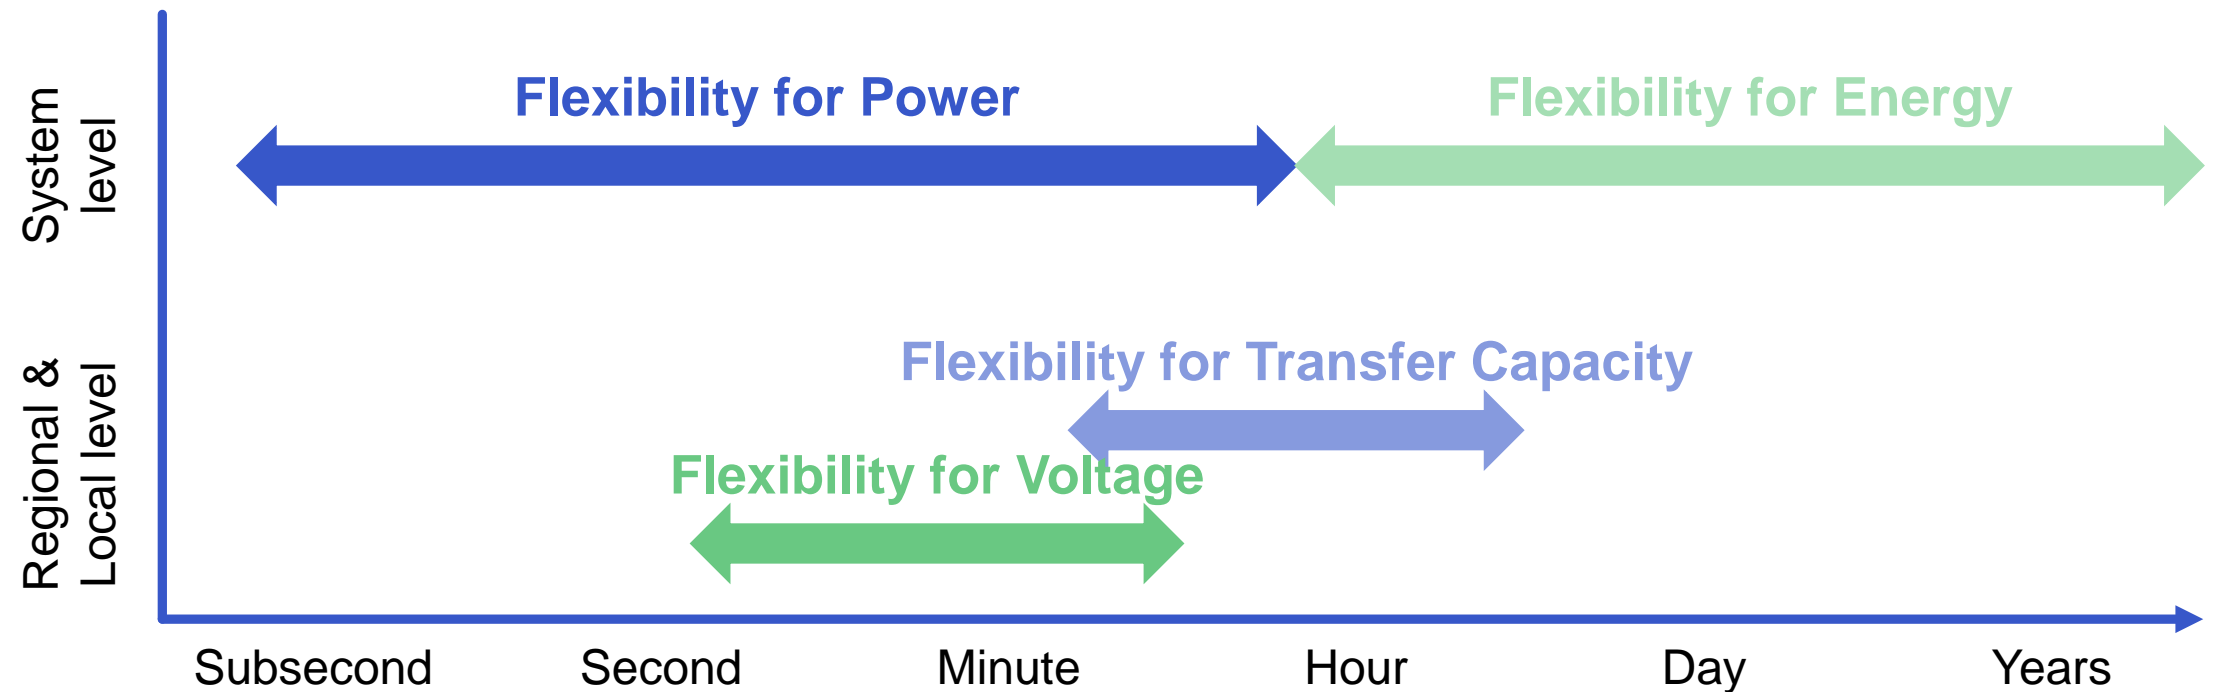 System
level
Flexibility for Power
Flexibility for Energy
Regional &
Local level
Flexibility for Transfer Capacity
Flexibility for Voltage
Subsecond
Second
Minute
Hour
Day
Years